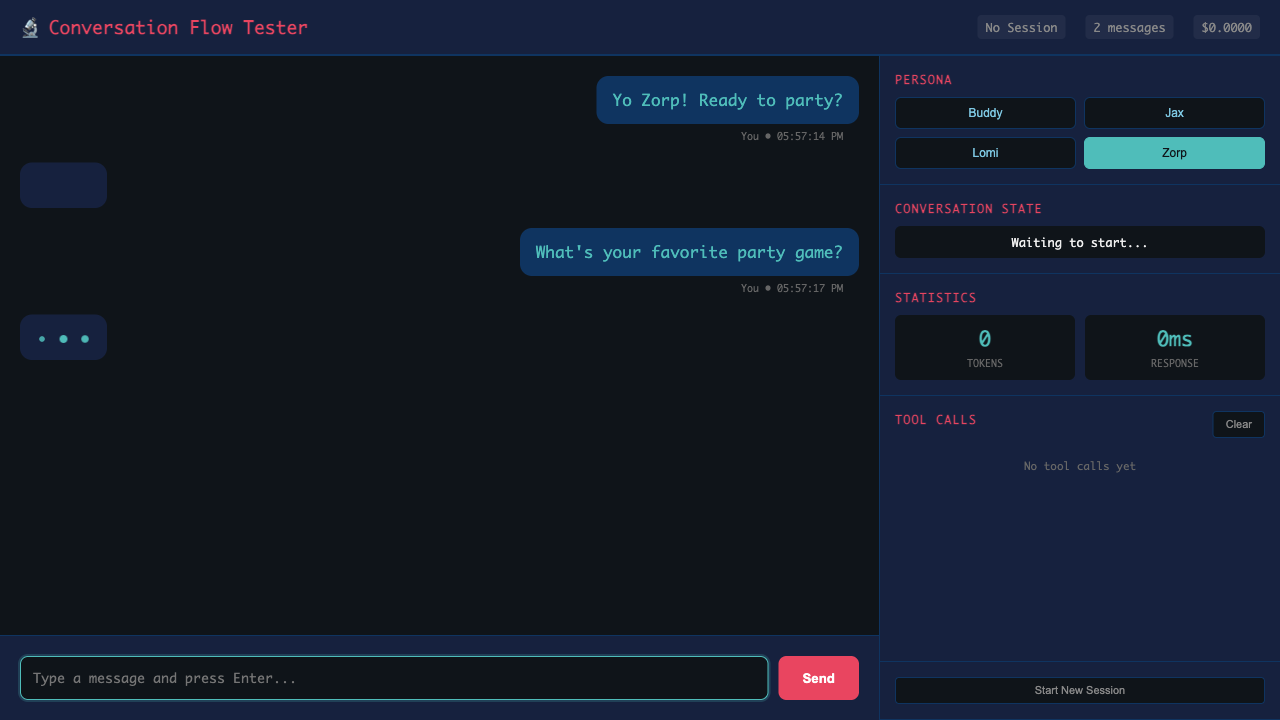 Conversation Flow Tester
No Session
2 messages
$0.0000
Yo Zorp! Ready to party?
You • 05:57:14 PM
What's your favorite party game?
You • 05:57:17 PM
Type a message and press Enter...
Send
PERSONA
Buddy
Jax
Lomi
Zorp
CONVERSATION STATE
Waiting to start...
STATISTICS
0
TOKENS
0ms
RESPONSE
TOOL CALLS
Clear
No tool calls yet
Start New Session